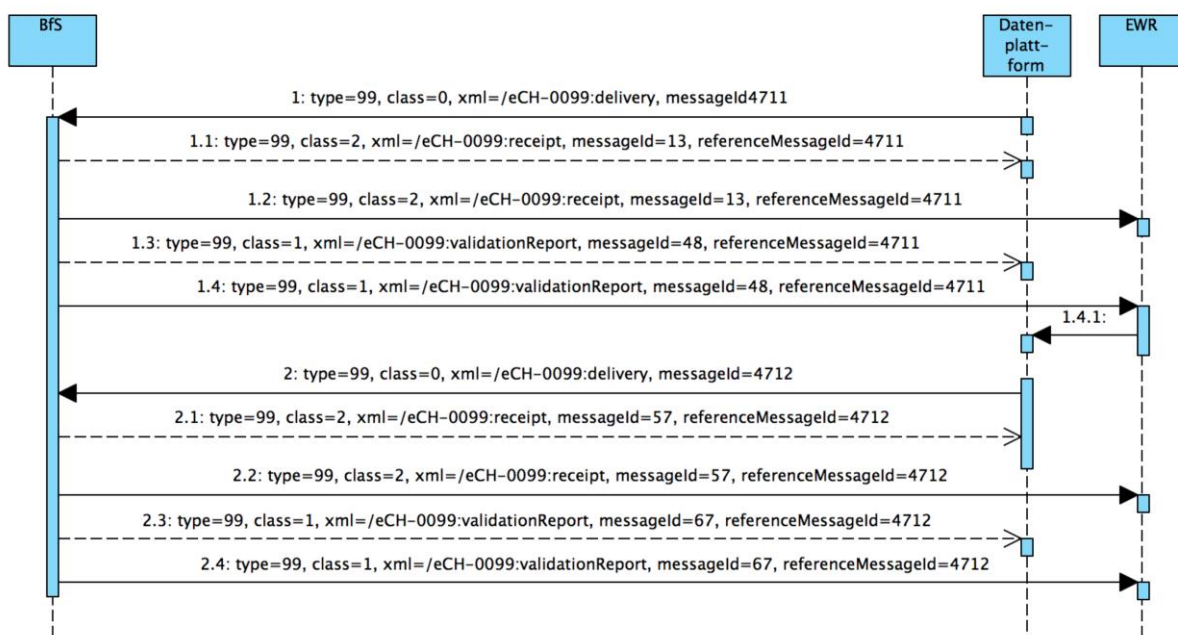 BfS
Daten-
platt-
form
EWR
1: type=99, class=0, xml=/eCH-0099:delivery, messageId4711
1.1: type=99, class=2, xml=/eCH-0099:receipt, messageId=13, referenceMessageId=4711
1.2: type=99, class=2, xml=/eCH-0099:receipt, messageId=13, referenceMessageId=4711
1.3: type=99, class=1, xml=/eCH-0099:validationReport, messageId=48, referenceMessageId=4711
1.4: type=99, class=1, xml=/eCH-0099:validationReport, messageId=48, referenceMessageId=4711
1.4.1:
2: type=99, class=0, xml=/eCH-0099:delivery, messageId=4712
2.1: type=99, class=2, xml=/eCH-0099:receipt, messageId=57, referenceMessageId=4712
2.2: type=99, class=2, xml=/eCH-0099:receipt, messageId=57, referenceMessageId=4712
2.3: type=99, class=1, xml=/eCH-0099:validationReport, messageId=67, referenceMessageId=4712
2.4: type=99, class=1, xml=/eCH-0099:validationReport, messageId=67, referenceMessageId=4712